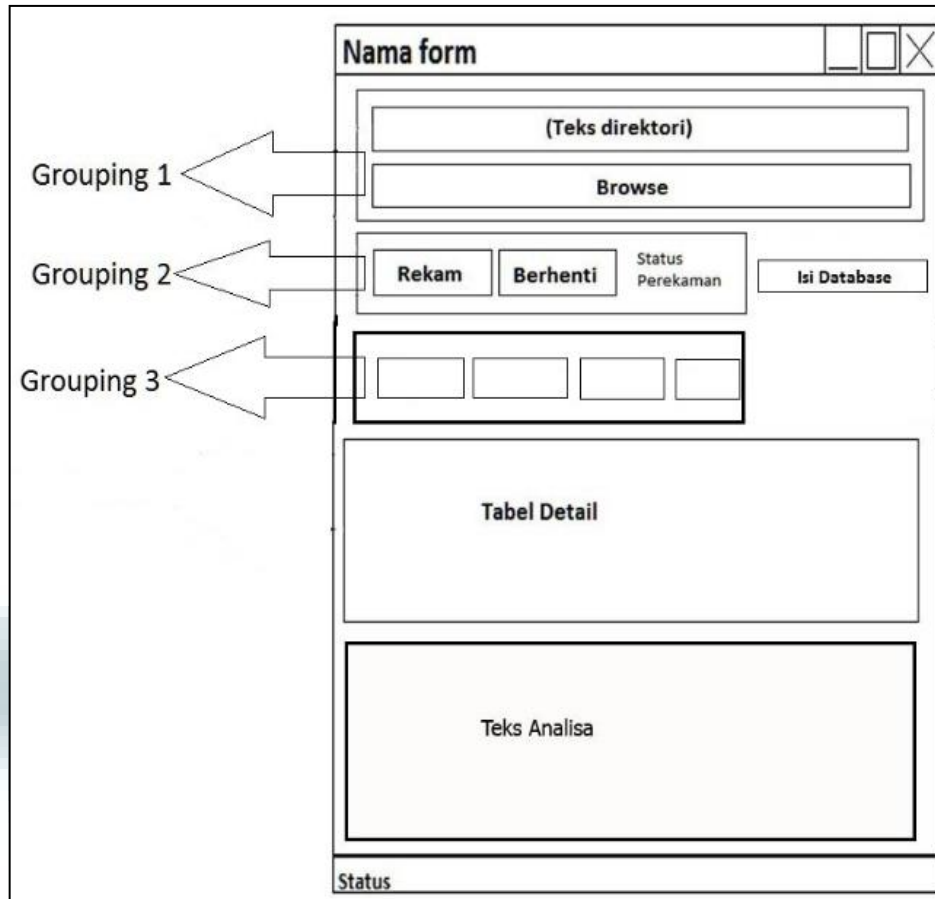 Nama form
(Teks direktori)
Grouping 1
Browse
Grouping 2
Rekam
Berhenti
Status
Perekaman
Isi Database
Grouping 3
Tabel Detail
Teks Analisa
Status